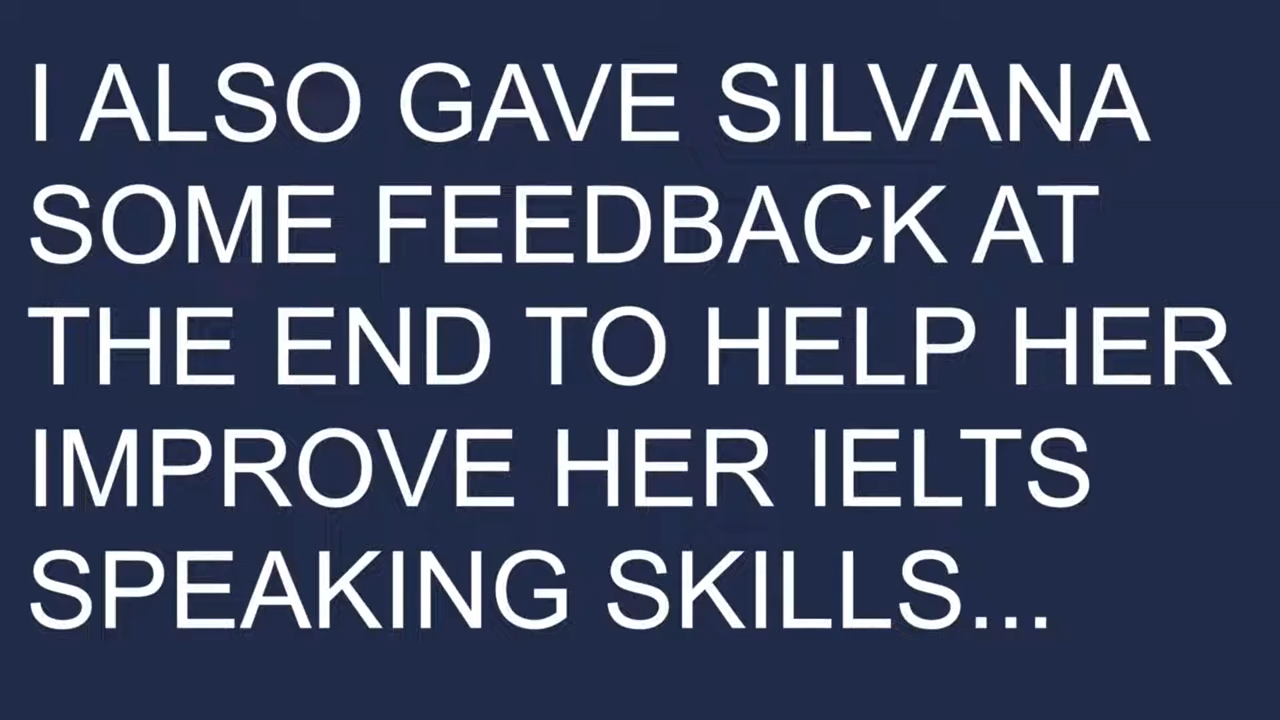 I ALSO GAVE SILVANA
SOME FEEDBACK AT
THE END TO HELP HER
IMPROVE HER IELTS
SPEAKING SKILLS...